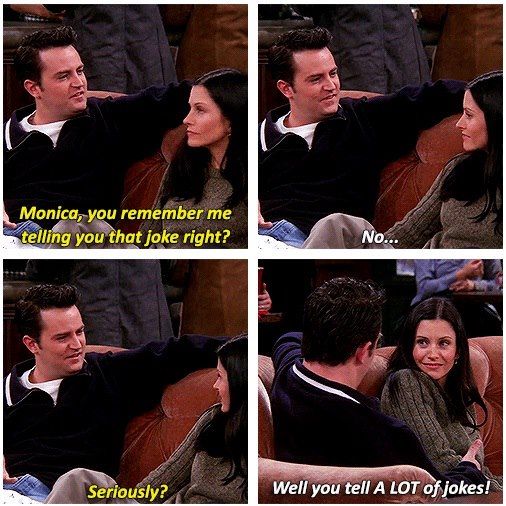 Monica, you remember me
telling you that joke right?
No...
Seriously?
Well you tell A LOT of jokes!